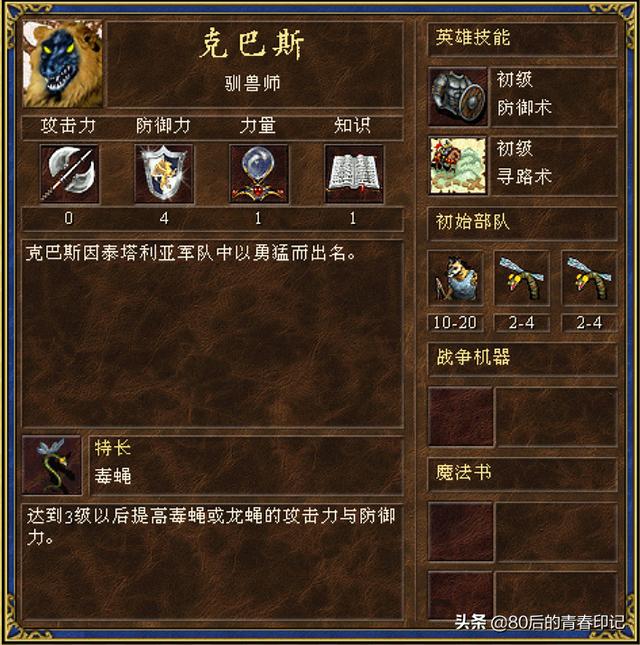 克巴斯
驯兽师
攻击力 防御力 力量 知识
0 4 1 1
克巴斯因泰塔利亚军队中以勇猛而出名。
特长
毒蝇
达到3级以后提高毒蝇或龙蝇的攻击力与防御
力。
英雄技能
初级
防御术
初级
寻路术
初始部队
10-20 2-4 2-4
战争机器
魔法书
头条 @80后的青春印记